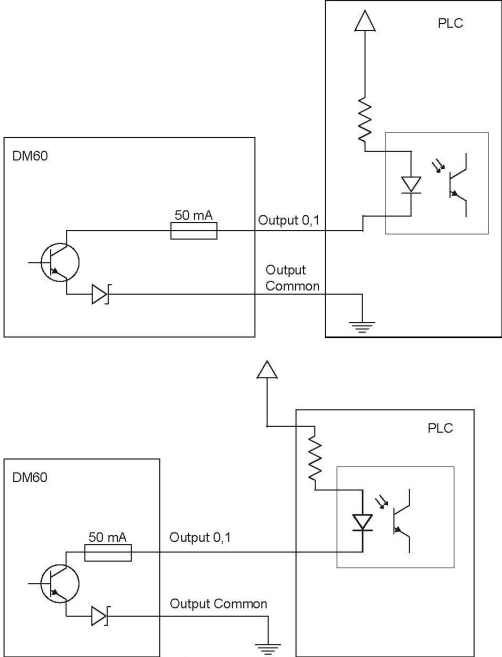 PLC
DM60
50 mA
Output 0,1
Output
Common
PLC
DM60
50 mA
Output 0,1
Output Common